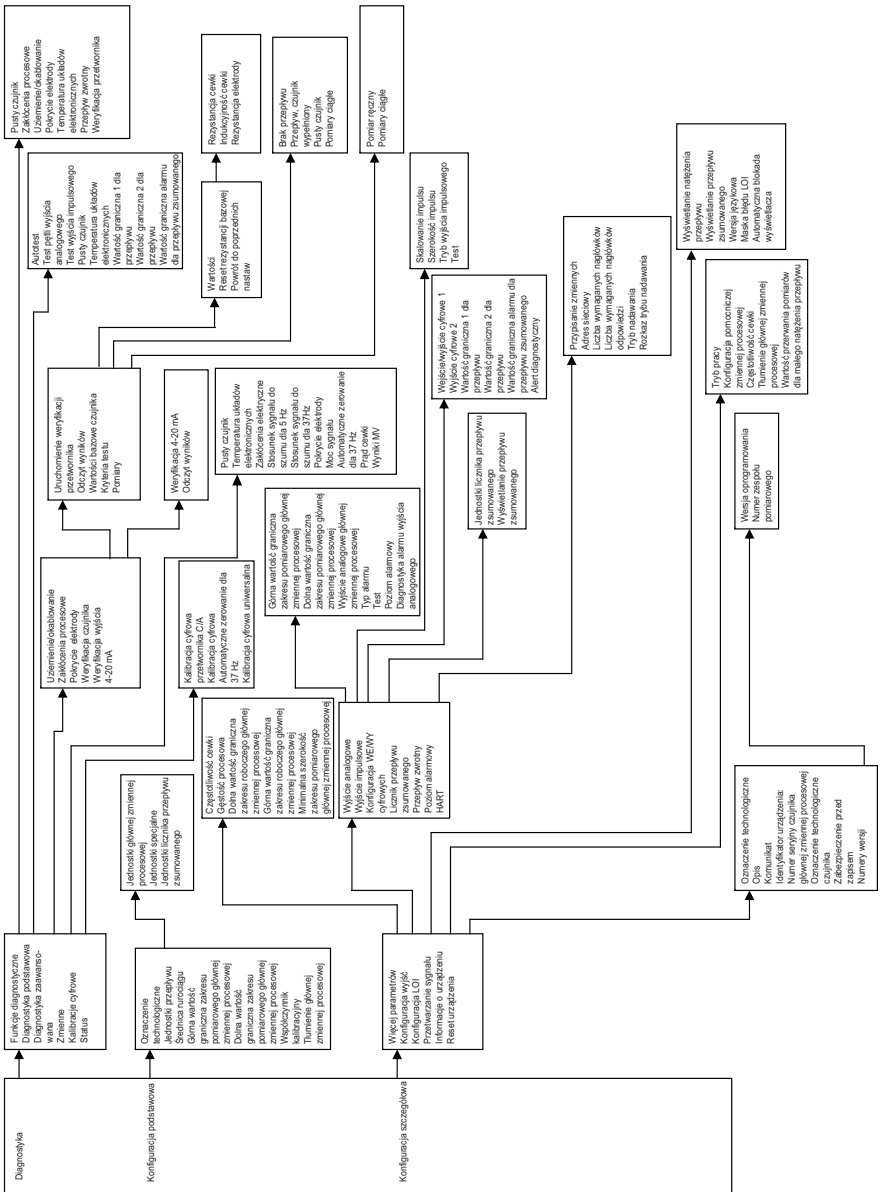 Diagnostyka
Konfiguracja podstawowa
Konfiguracja szczegółowa
Funkcje diagnostyczne
Diagnostyka podstawowa
Diagnostyka zaawanso-
wana
Zmienne
Kalibracje cyfrowe
Status
Oznaczenie
technologiczne
Jednostki przepływu
Średnica rurociągu
Górna wartość
graniczna zakresu
pomiarowego głównej
zmiennej procesowej
Dolna wartość
graniczna zakresu
pomiarowego głównej
zmiennej procesowej
Współczynnik
kalibracyjny
Tłumienie głównej
zmiennej procesowej
Więcej parametrów
Konfiguracja wyjść
Konfiguracja LOI
Przetwarzanie sygnału
Informacje o urządzeniu
Reset urządzenia
Jednostki głównej zmiennej
procesowej
Jednostki specjalne
Jednostki licznika przepływu
zsumowanego
Oznaczenie technologiczne
Opis
Komunikat
Identyfikator urządzenia:
Numer seryjny czujnika
głównej zmiennej procesowej
Oznaczenie technologiczne
czujnika
Zabezpieczenie przed
zapisem
Numery wersji
Uziemienie/okablowanie
Zakłócenia procesowe
Pokrycie elektrody
Weryfikacja czujnika
Weryfikacja wyjścia
4-20 mA
Kalibracja cyfrowa
przetwornika C/A
Kalibracja cyfrowa
Automatyczne zerowanie dla
37 Hz
Kalibracja cyfrowa uniwersalna
Częstotliwość cewki
Gęstość procesowa
Dolna wartość graniczna
zakresu roboczego głównej
zmiennej procesowej
Górna wartość graniczna
zakresu roboczego głównej
zmiennej procesowej
Minimalna szerokość
zakresu pomiarowego
głównej zmiennej procesowej
Wyjście analogowe
Wyjście impulsowe
Konfiguracja WE/WY
cyfrowych
Licznik przepływu
zsumowanego
Przepływ zwrotny
Poziom alarmowy
HART
Uruchomienie weryfikacji
przetwornika
Odczyt wyników
Wartości bazowe czujnika
Kryteria testu
Pomiary
Weryfikacja 4-20 mA
Odczyt wyników
Pusty czujnik
Temperatura układów
elektronicznych
Zakłócenia elektryczne
Stosunek sygnału do
szumu dla 5 Hz
Stosunek sygnału do
szumu dla 37Hz
Pokrycie elektrody
Moc sygnału
Automatyczne zerowanie
dla 37 Hz
Prąd cewki
Wyniki MV
Górna wartość graniczna
zakresu pomiarowego głównej
zmiennej procesowej
Dolna wartość graniczna
zakresu pomiarowego głównej
zmiennej procesowej
Wyjście analogowe głównej
zmiennej procesowej
Typ alarmu
Test
Poziom alarmowy
Diagnostyka alarmu wyjścia
analogowego
Jednostki licznika przepływu
zsumowanego
Wyświetlanie przepływu
zsumowanego
Wersja oprogramowania
Numer zespołu
pomiarowego
Autotest
Test pętli wyjścia
analogowego
Test wyjścia impulsowego
Pusty czujnik
Temperatura układów
elektronicznych
Wartość graniczna 1 dla
przepływu
Wartość graniczna 2 dla
przepływu
Wartość graniczna alarmu
dla przepływu zsumowanego
Wartości
Reset rezystancji bazowej
Powrót do poprzednich
nastaw
Wejście/wyjście cyfrowe 1
Wyjście cyfrowe 2
Wartość graniczna 1 dla
przepływu
Wartość graniczna 2 dla
przepływu
Wartość graniczna alarmu dla
przepływu zsumowanego
Alert diagnostyczny
Przypisanie zmiennych
Adres sieciowy
Liczba wymaganych nagłówków
Liczba wymaganych nagłówków
odpowiedzi
Tryb nadawania
Rozkaz trybu nadawania
Tryb pracy
Konfiguracja pomocniczej
zmiennej procesowej
Częstotliwość cewki
Tłumienie głównej zmiennej
procesowej
Wartość przerwania pomiarów
dla małego natężenia przepływu
Pusty czujnik
Zakłócenia procesowe
Uziemienie/okablowanie
Pokrycie elektrody
Temperatura układów
elektronicznych
Przepływ zwrotny
Weryfikacja przetwornika
Rezystancja cewki
Indukcyjność cewki
Rezystancja elektrody
Brak przepływu
Przepływ, czujnik
wypełniony
Pusty czujnik
Pomiary ciągłe
Pomiar ręczny
Pomiary ciągłe
Skalowanie impulsu
Szerokość impulsu
Tryb wyjścia impulsowego
Test
Wyświetlanie natężenia
przepływu
Wyświetlanie przepływu
zsumowanego
Wersja językowa
Maska błędu LOI
Automatyczna blokada
wyświetlacza